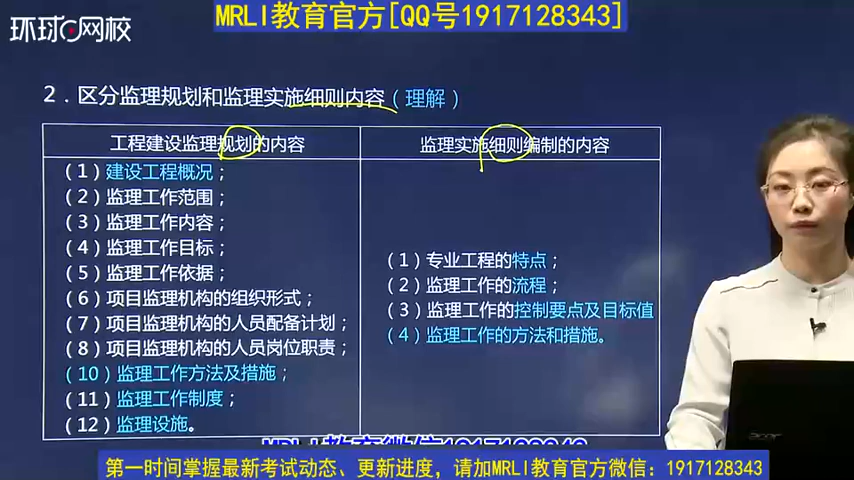 MRLI教育官方[QQ号1917128343]
环球网校
2．区分监理规划和监理实施细则内容（理解）
工程建设监理规划的内容
监理实施细则编制的内容
（1）建设工程概况；
（2）监理工作范围；
（3）监理工作内容；
（4）监理工作目标；
（5）监理工作依据；
（6）项目监理机构的组织形式；
（7）项目监理机构的人员配备计划；
（8）项目监理机构的人员岗位职责；
（10）监理工作方法及措施；
（11）监理工作制度；
（12）监理设施。
（1）专业工程的特点；
（2）监理工作的流程；
（3）监理工作的控制要点及目标值
（4）监理工作的方法和措施。
acer
第一时间掌握最新考试动态、更新进度，请加MRLI教育官方微信：1917128343